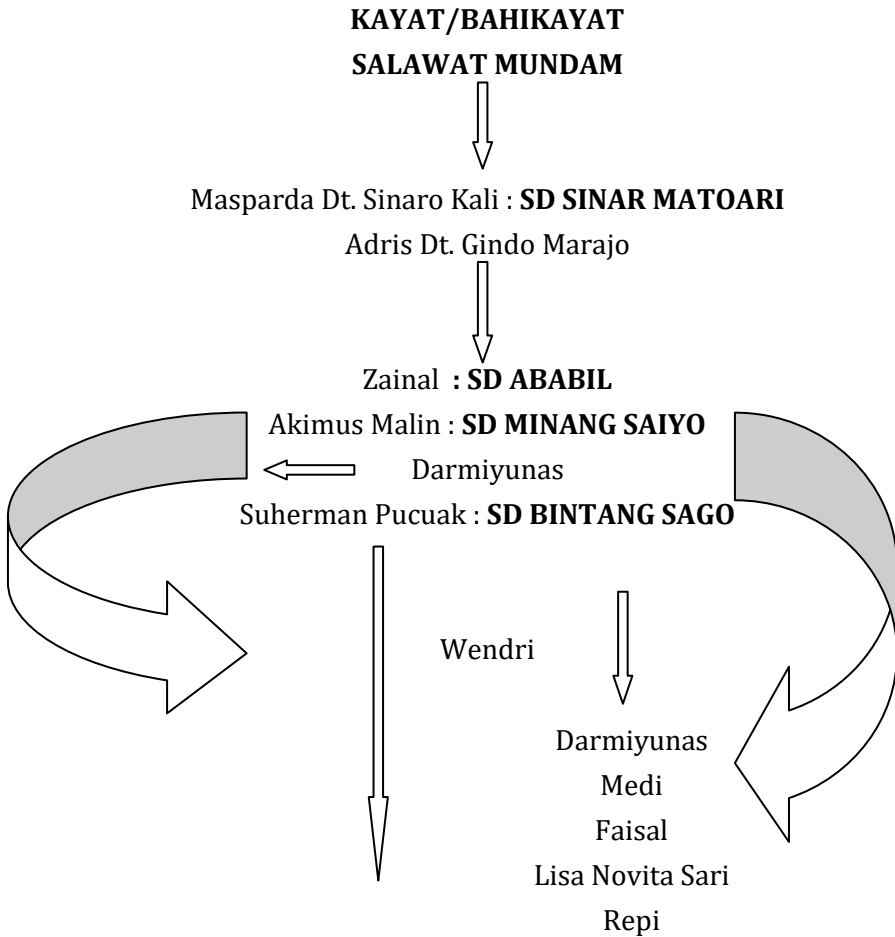 KAYAT/BAHIKAYAT
SALAWAT MUNDAM
Masparda Dt. Sinaro Kali : SD SINAR MATOARI
Adris Dt. Gindo Marajo
Zainal : SD ABABIL
Akimus Malin : SD MINANG SAIYO
Darmiyunas
Suherman Pucuak : SD BINTANG SAGO
Wendri
Darmiyunas
Medi
Faisal
Lisa Novita Sari
Repi